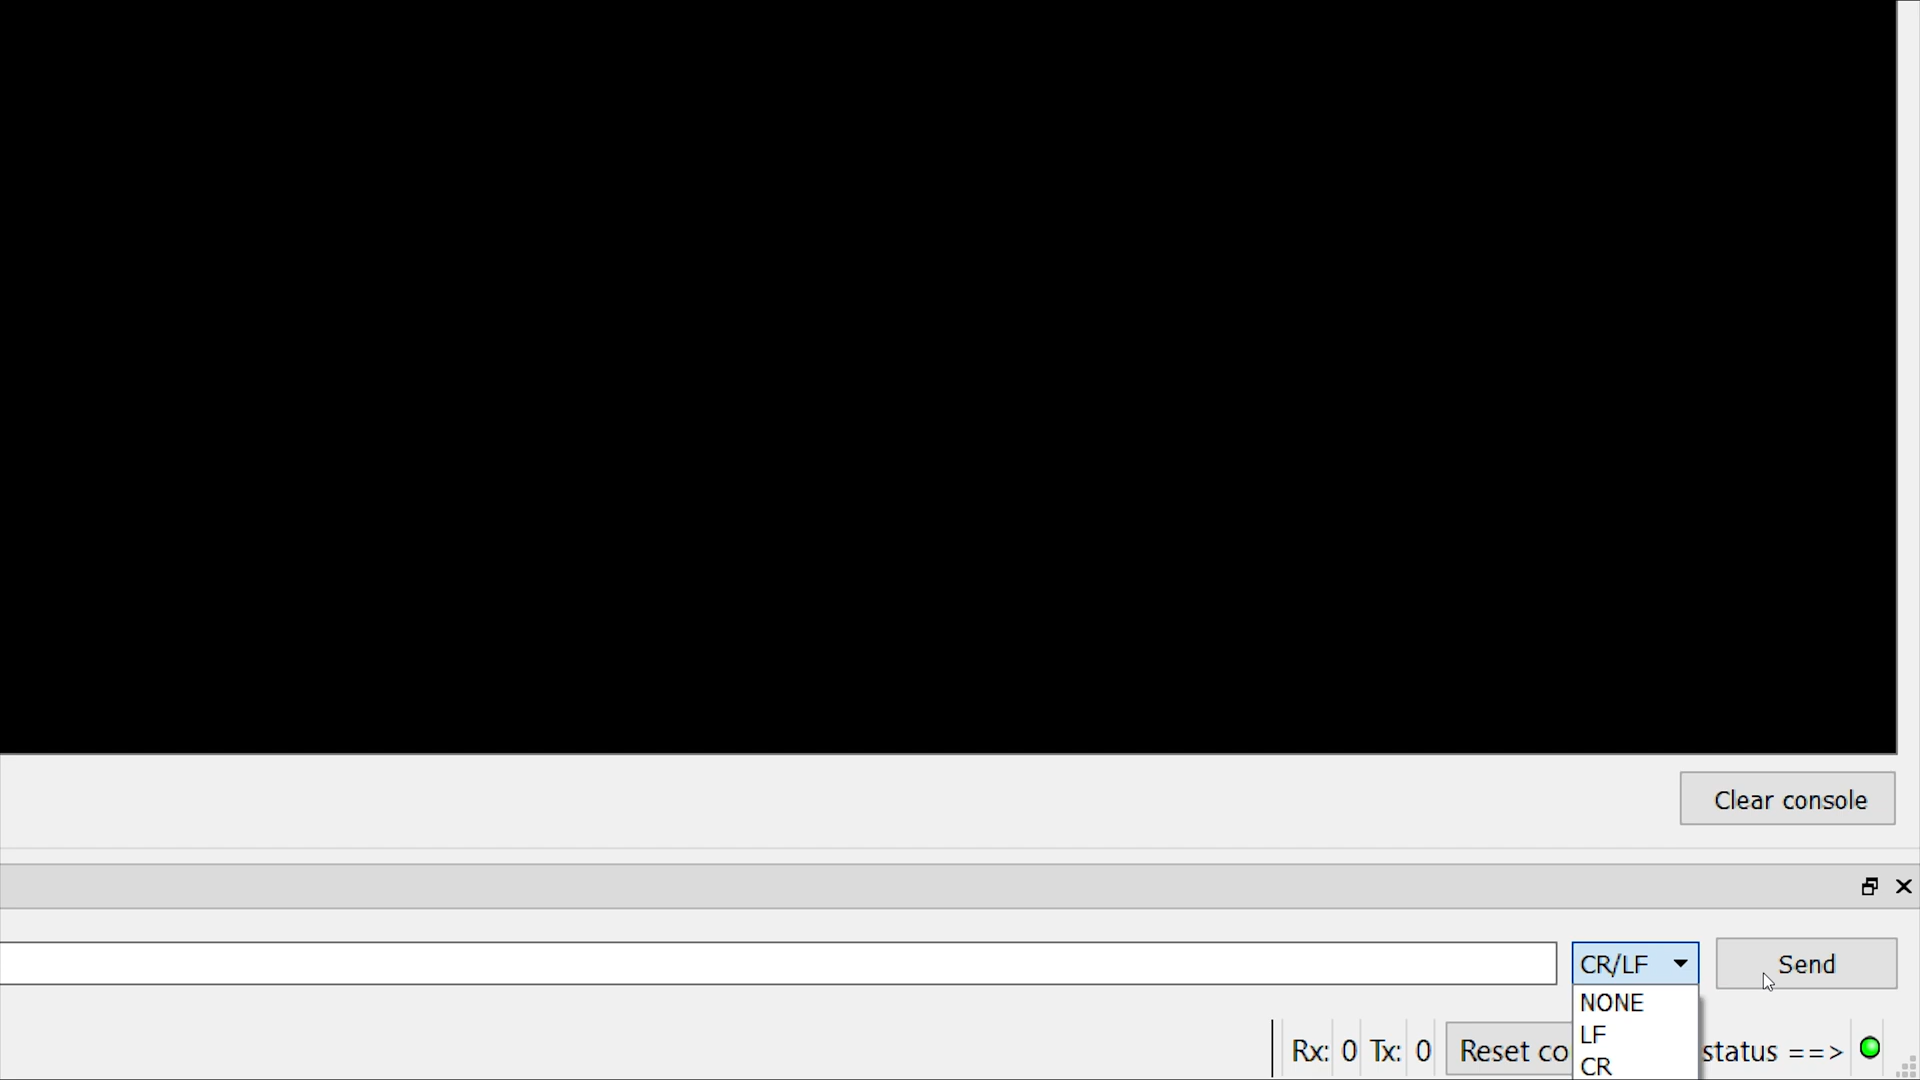 Clear console
CR/LF
Send
NONE
LF
CR
Rx: 0 Tx: 0 Reset co status ==>